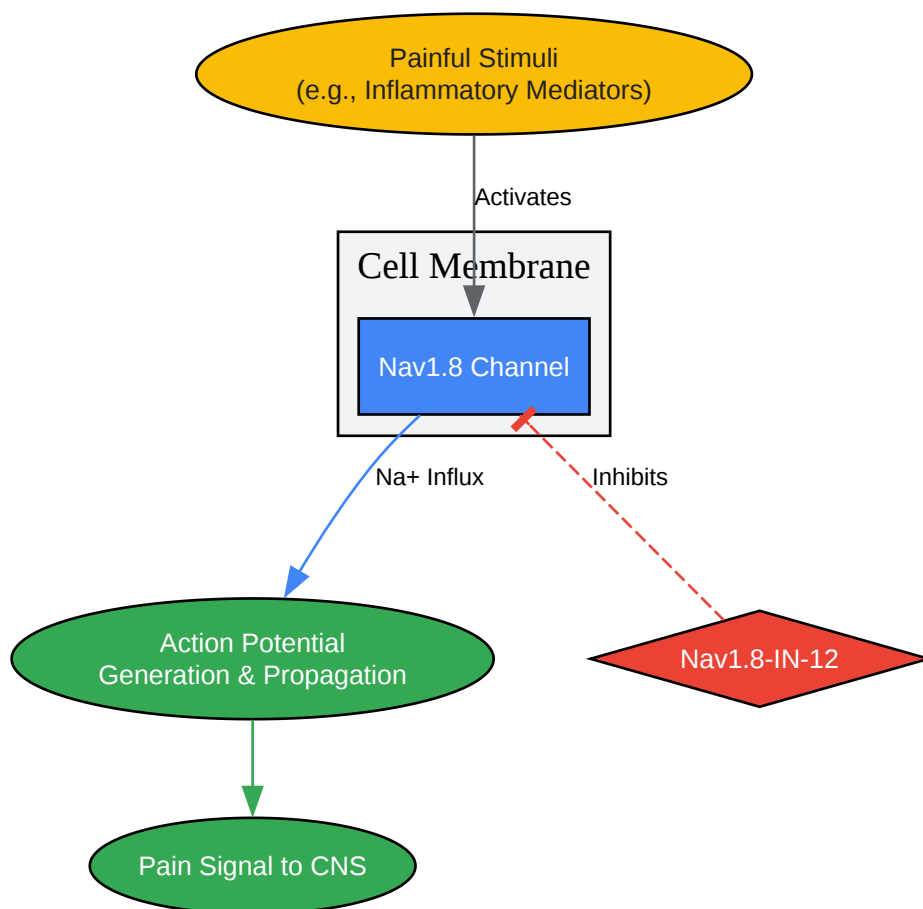 Painful Stimuli
(e.g., Inflammatory Mediators)
Activates
Cell Membrane
Nav1.8 Channel
Na+ Influx
Inhibits
Action Potential
Generation & Propagation
Nav1.8-IN-12
Pain Signal to CNS